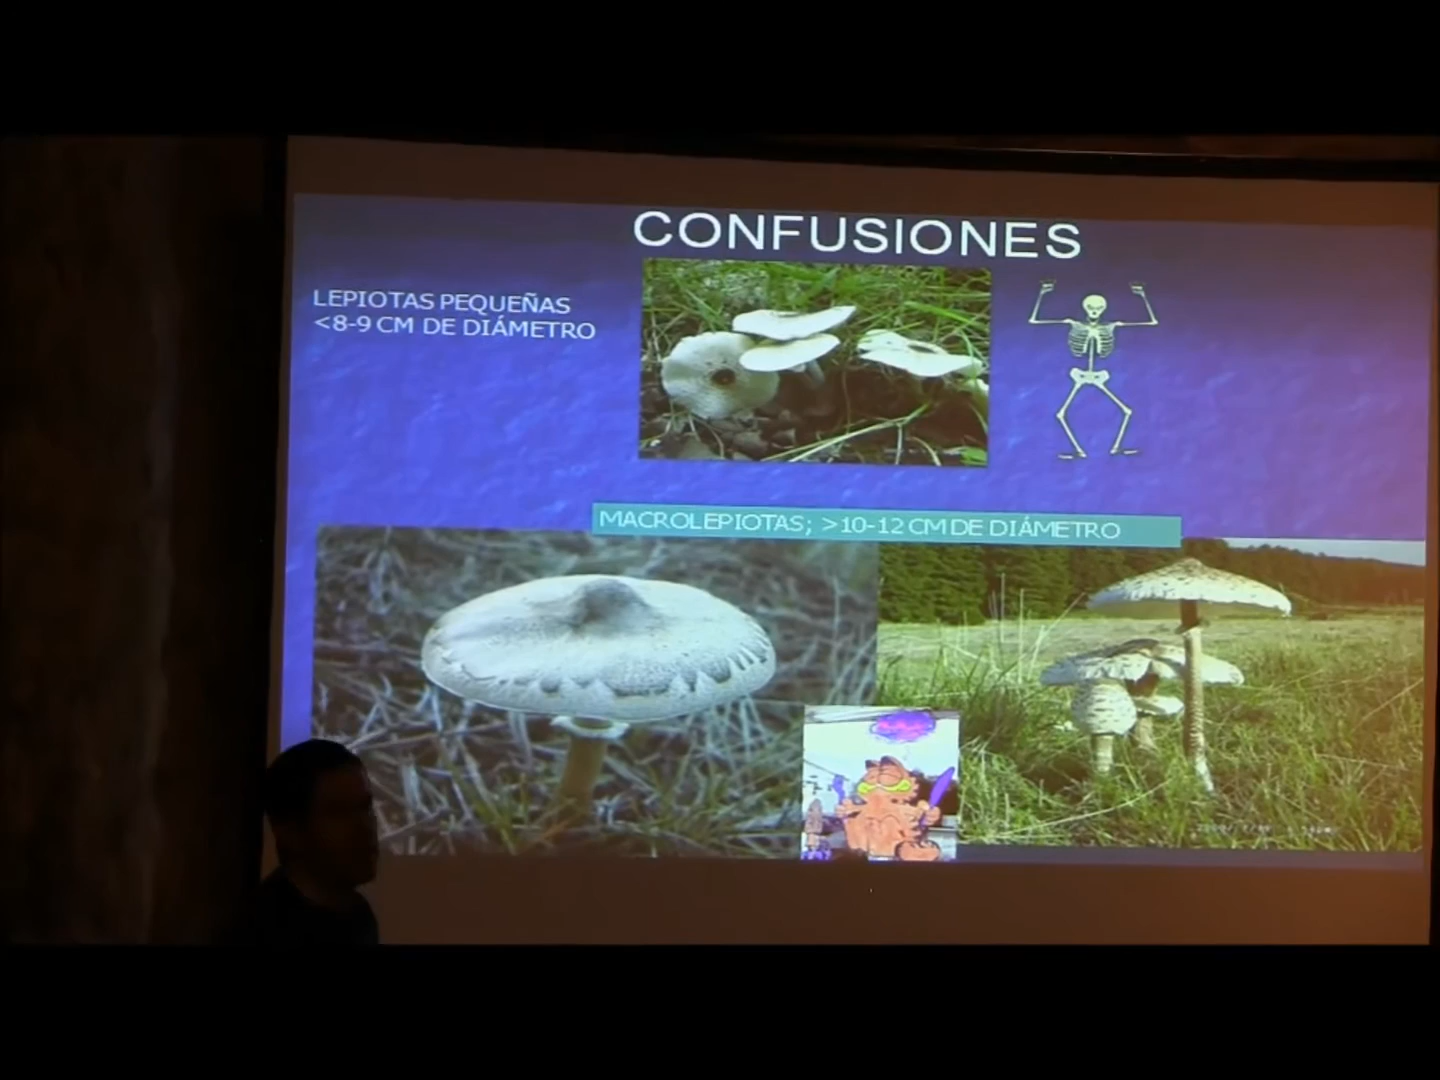 CONFUSIONES
LEPIOTAS PEQUEÑAS
<8-9 CM DE DIÁMETRO
MACROLEPIOTAS; >10-12 CM DE DIÁMETRO